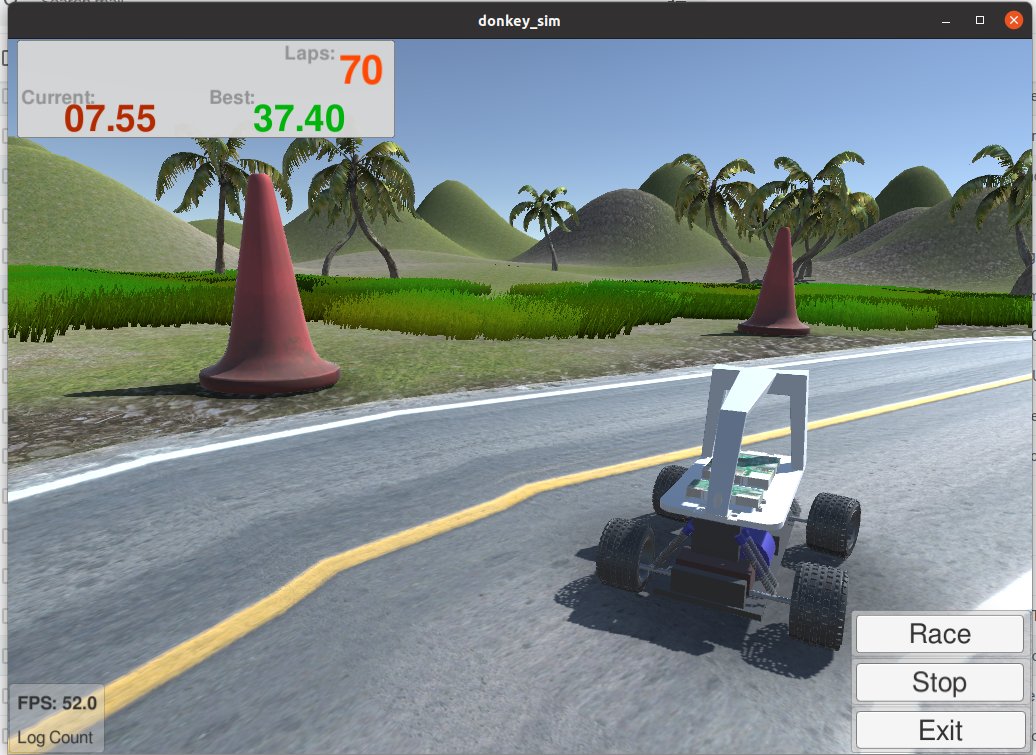 donkey_sim
Laps: 70
Current: 07.55
Best: 37.40
Race
Stop
Exit
FPS: 52.0
Log Count